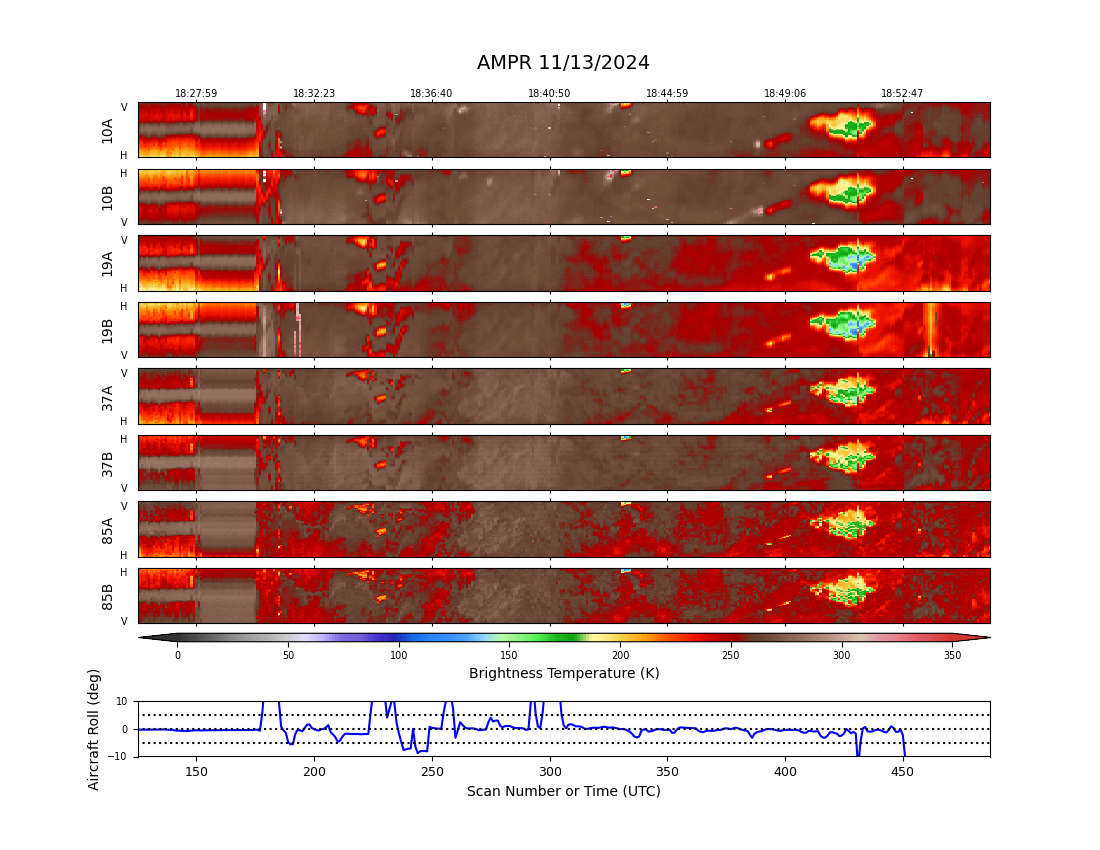 AMPR 11/13/2024
18:27:59 18:32:23 18:36:40 18:40:50 18:44:59 18:49:06 18:52:47
V
10A
H
H
10B
V
V
19A
H
H
19B
V
V
37A
H
H
37B
V
V
85A
H
H
85B
V
0 50 100 150 200 250 300 350
Brightness Temperature (K)
Aircraft Roll (deg)
10
0
−10
150 200 250 300 350 400 450
Scan Number or Time (UTC)